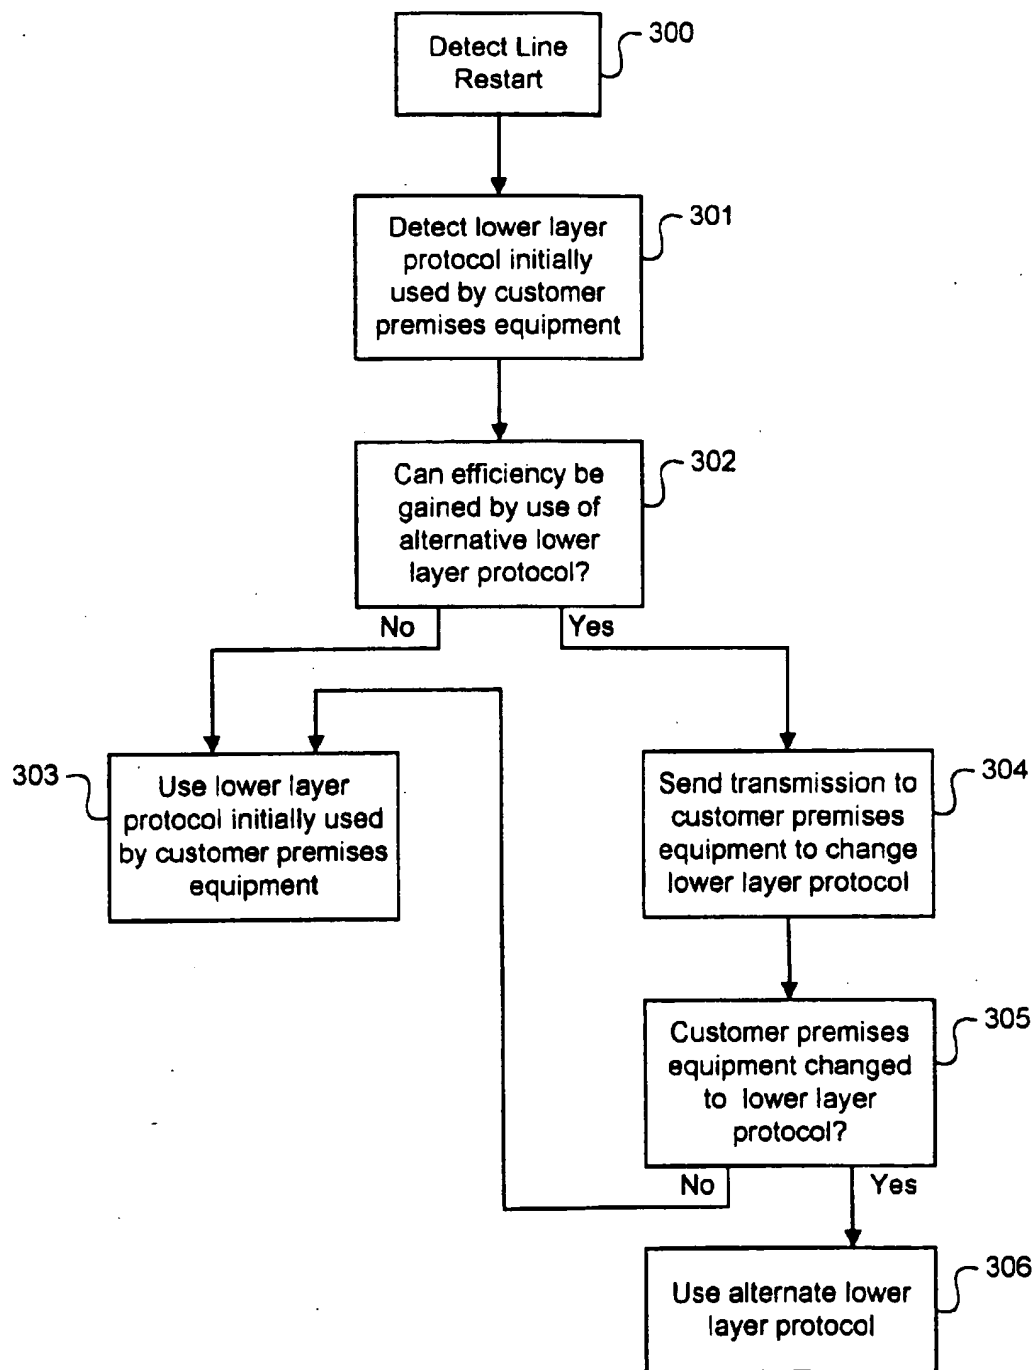 Detect Line
Restart
300
Detect lower layer
protocol initially
used by customer
premises equipment
301
Can efficiency be
gained by use of
alternative lower
layer protocol?
302
No
Yes
303
Use lower layer
protocol initially used
by customer premises
equipment
Send transmission to
customer premises
equipment to change
lower layer protocol
304
Customer premises
equipment changed
to lower layer
protocol?
305
No
Yes
Use alternate lower
layer protocol
306